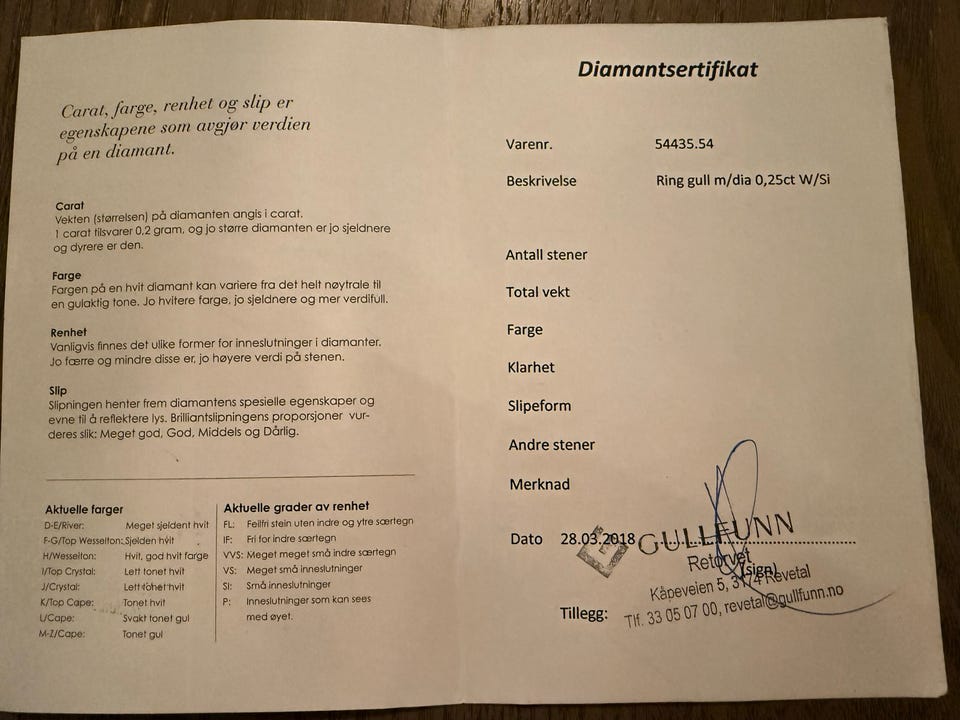 Carat, farge, renhet og slip er
egenskapene som avgjør verdien
på en diamant.
Carat
Vekten (størrelsen) på diamanten angis i carat.
1 carat tilsvarer 0,2 gram, og jo større diamanten er jo sjeldnere
og dyrere er den.
Farge
Fargen på en hvit diamant kan variere fra det helt nøytrale til
en gulaktig tone. Jo hvitere farge, jo sjeldnere og mer verdifull.
Renhet
Vanligvis finnes det ulike former for inneslutninger i diamanter.
Jo færre og mindre disse er, jo høyere verdi på stenen.
Slip
Slipningen henter frem diamantens spesielle egenskaper og
evne til å reflektere lys. Brilliantslipningens proporsjoner vur-
deres slik: Meget god, God, Middels og Dårlig.
Aktuelle farger
D-E/River: Meget sjeldent hvit
F-G/Top Wesselton: Sjelden hvit
H/Wesselton: Hvit, god hvit farge
I/Top Crystal: Lett tonet hvit
J/Crystal: Lett tonet hvit
K/Top Cape: Tonet hvit
L/Cape: Svakt tonet gul
M-Z/Cape: Tonet gul
Aktuelle grader av renhet
FL: Feilfri stein uten indre og ytre særtegn
IF: Fri for indre særtegn
VVS: Meget meget små indre særtegn
VS: Meget små inneslutninger
SI: Små inneslutninger
P: Inneslutninger som kan sees
med øyet.
Diamantsertifikat
Varenr. 54435.54
Beskrivelse Ring gull m/dia 0,25ct W/Si
Antall stener
Total vekt
Farge
Klarhet
Slipeform
Andre stener
Merknad
Dato 28.03.2018
GULLFUNN
Retorvet
(sign)
Kåpeveien 5, 3174 Revetal
Tlf. 33 05 07 00, revetal@gullfunn.no
Tillegg: